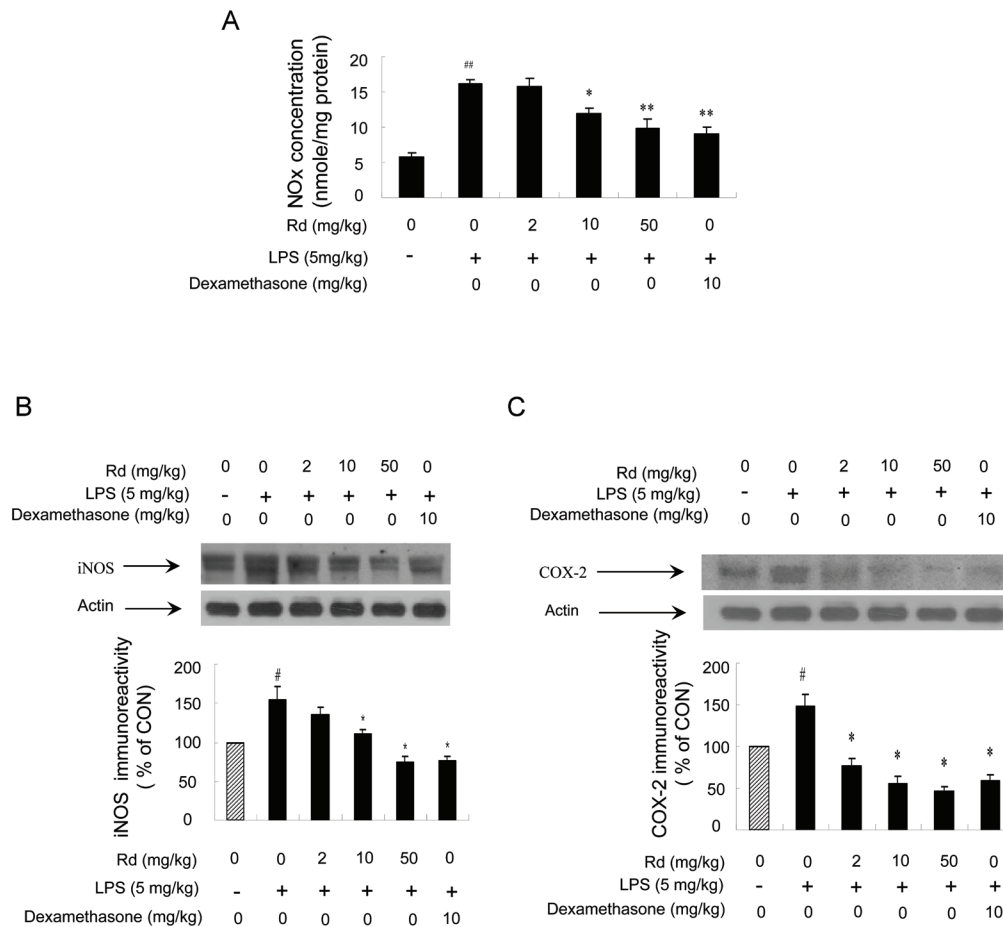 A
NOx concentration
(nmole/mg protein)
20
15
10
5
0
##
*
**
**
Rd (mg/kg) 0 0 2 10 50 0
LPS (5mg/kg) - + + + + +
Dexamethasone (mg/kg) 0 0 0 0 0 10
B
Rd (mg/kg) 0 0 2 10 50 0
LPS (5 mg/kg) - + + + + +
Dexamethasone (mg/kg) 0 0 0 0 0 10
iNOS
Actin
iNOS immunoreactivity
( % of CON)
200
150
100
50
0
#
*
*
*
Rd (mg/kg) 0 0 2 10 50 0
LPS (5 mg/kg) - + + + + +
Dexamethasone (mg/kg) 0 0 0 0 0 10
C
Rd (mg/kg) 0 0 2 10 50 0
LPS (5 mg/kg) - + + + + +
Dexamethasone (mg/kg) 0 0 0 0 0 10
COX-2
Actin
COX-2 immunoreactivity
( % of CON)
200
150
100
50
0
#
*
*
*
*
Rd (mg/kg) 0 0 2 10 50 0
LPS (5 mg/kg) - + + + + +
Dexamethasone (mg/kg) 0 0 0 0 0 10